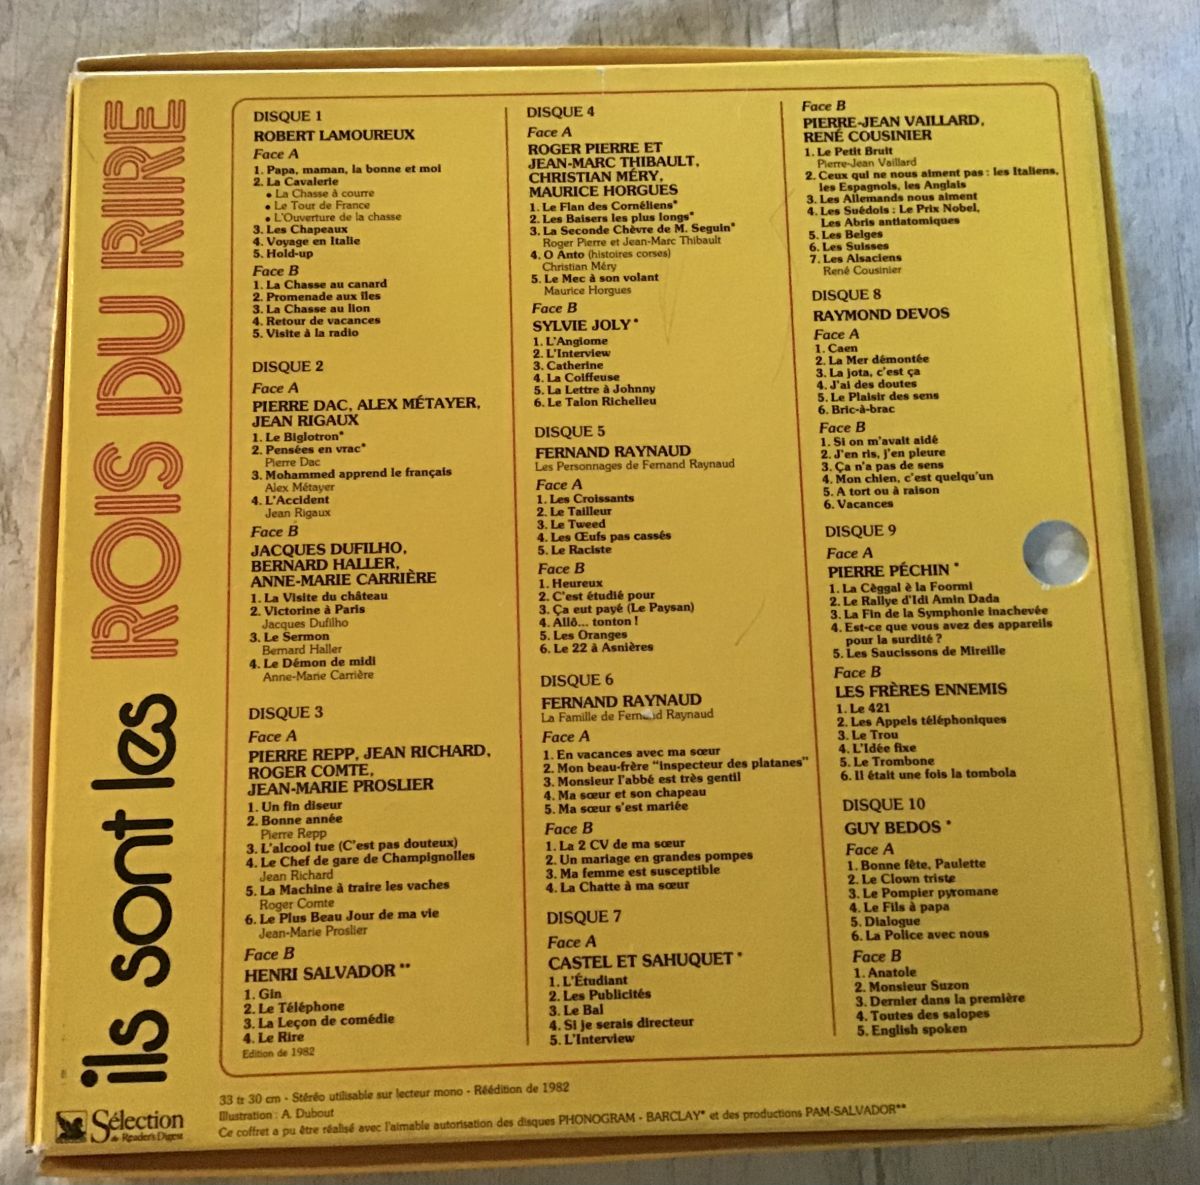 ils sont les ROIS DU RIRE
DISQUE 1
ROBERT LAMOUREUX
Face A
1. Papa, maman, la bonne et moi
2. La Cavalerie
• La Chasse à courre
• Le Tour de France
• L'Ouverture de la chasse
3. Les Chapeaux
4. Voyage en Italie
5. Hold-up
Face B
1. La Chasse au canard
2. Promenade aux îles
3. La Chasse au lion
4. Retour de vacances
5. Visite à la radio
DISQUE 2
Face A
PIERRE DAC, ALEX MÉTAYER,
JEAN RIGAUX
1. Le Biglotron*
2. Pensées en vrac*
Pierre Dac
3. Mohammed apprend le français
Alex Métayer
4. L'Accident
Jean Rigaux
Face B
JACQUES DUFILHO,
BERNARD HALLER,
ANNE-MARIE CARRIÈRE
1. La Visite du château
2. Victorine à Paris
Jacques Dufilho
3. Le Sermon
Bernard Haller
4. Le Démon de midi
Anne-Marie Carrière
DISQUE 3
Face A
PIERRE REPP, JEAN RICHARD,
ROGER COMTE,
JEAN-MARIE PROSLIER
1. Un fin diseur
2. Bonne année
Pierre Repp
3. L'alcool tue (C'est pas douteux)
4. Le Chef de gare de Champignolles
Jean Richard
5. La Machine à traire les vaches
Roger Comte
6. Le Plus Beau Jour de ma vie
Jean-Marie Proslier
Face B
HENRI SALVADOR **
1. Gin
2. Le Téléphone
3. La Leçon de comédie
4. Le Rire
Edition de 1982
DISQUE 4
Face A
ROGER PIERRE ET
JEAN-MARC THIBAULT,
CHRISTIAN MÉRY,
MAURICE HORGUES
1. Le Flan des Cornéliens*
2. Les Baisers les plus longs*
3. La Seconde Chèvre de M. Seguin*
Roger Pierre et Jean-Marc Thibault
4. O Anto (histoires corses)
Christian Méry
5. Le Mec à son volant
Maurice Horgues
Face B
SYLVIE JOLY *
1. L'Angiome
2. L'Interview
3. Catherine
4. La Coiffeuse
5. La Lettre à Johnny
6. Le Talon Richelieu
DISQUE 5
FERNAND RAYNAUD
Les Personnages de Fernand Raynaud
Face A
1. Les Croissants
2. Le Tailleur
3. Le Tweed
4. Les Œufs pas cassés
5. Le Raciste
Face B
1. Heureux
2. C'est étudié pour
3. Ça eut payé (Le Paysan)
4. Allô... tonton !
5. Les Oranges
6. Le 22 à Asnières
DISQUE 6
FERNAND RAYNAUD
La Famille de Fernand Raynaud
Face A
1. En vacances avec ma sœur
2. Mon beau-frère "inspecteur des platanes"
3. Monsieur l'abbé est très gentil
4. Ma sœur et son chapeau
5. Ma sœur s'est mariée
Face B
1. La 2 CV de ma sœur
2. Un mariage en grandes pompes
3. Ma femme est susceptible
4. La Chatte à ma sœur
DISQUE 7
Face A
CASTEL ET SAHUQUET *
1. L'Étudiant
2. Les Publicités
3. Le Bal
4. Si je serais directeur
5. L'Interview
Face B
PIERRE-JEAN VAILLARD,
RENÉ COUSINIER
1. Le Petit Bruit
Pierre-Jean Vaillard
2. Ceux qui ne nous aiment pas : les Italiens,
les Espagnols, les Anglais
3. Les Allemands nous aiment
4. Les Suédois : Le Prix Nobel,
Les Abris antiatomiques
5. Les Belges
6. Les Suisses
7. Les Alsaciens
René Cousinier
DISQUE 8
RAYMOND DEVOS
Face A
1. Caen
2. La Mer démontée
3. La jota, c'est ça
4. J'ai des doutes
5. Le Plaisir des sens
6. Bric-à-brac
Face B
1. Si on m'avait aidé
2. J'en ris, j'en pleure
3. Ça n'a pas de sens
4. Mon chien, c'est quelqu'un
5. A tort ou à raison
6. Vacances
DISQUE 9
Face A
PIERRE PÉCHIN *
1. La Cèggal è la Foormi
2. Le Rallye d'Idi Amin Dada
3. La Fin de la Symphonie inachevée
4. Est-ce que vous avez des appareils
pour la surdité ?
5. Les Saucissons de Mireille
Face B
LES FRÈRES ENNEMIS
1. Le 421
2. Les Appels téléphoniques
3. Le Trou
4. L'Idée fixe
5. Le Trombone
6. Il était une fois la tombola
DISQUE 10
GUY BEDOS *
Face A
1. Bonne fête, Paulette
2. Le Clown triste
3. Le Pompier pyromane
4. Le Fils à papa
5. Dialogue
6. La Police avec nous
Face B
1. Anatole
2. Monsieur Suzon
3. Dernier dans la première
4. Toutes des salopes
5. English spoken
Sélection
du Reader's Digest
33 tr 30 cm - Stéréo utilisable sur lecteur mono - Réédition de 1982
Illustration : A. Dubout
Ce coffret a pu être réalisé avec l'aimable autorisation des disques PHONOGRAM - BARCLAY* et des productions PAM-SALVADOR**